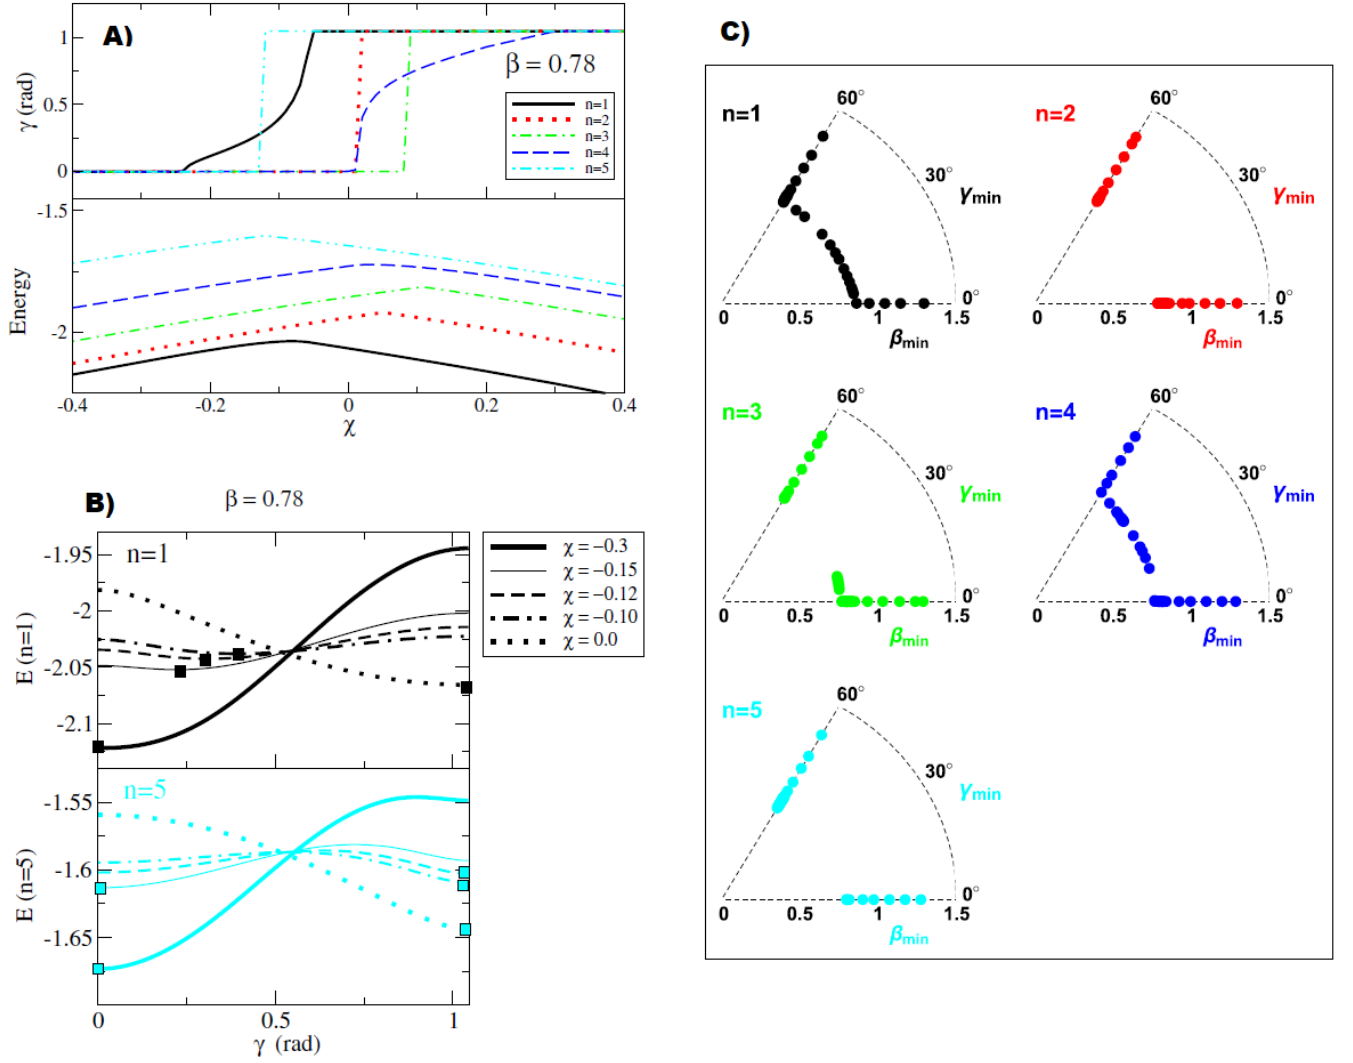 A)
β = 0.78
γ (rad)
1
0.5
0
n=1
n=2
n=3
n=4
n=5
Energy
-1.5
-2
-0.4
-0.2
0
0.2
0.4
χ
B)
β = 0.78
n=1
E (n=1)
-1.95
-2
-2.05
-2.1
χ = −0.3
χ = −0.15
χ = −0.12
χ = −0.10
χ = 0.0
n=5
E (n=5)
-1.55
-1.6
-1.65
0
0.5
1
γ (rad)
C)
n=1
60°
30°
γmin
0°
0
0.5
1
1.5
βmin
n=2
60°
30°
γmin
0°
0
0.5
1
1.5
βmin
n=3
60°
30°
γmin
0°
0
0.5
1
1.5
βmin
n=4
60°
30°
γmin
0°
0
0.5
1
1.5
βmin
n=5
60°
30°
γmin
0°
0
0.5
1
1.5
βmin